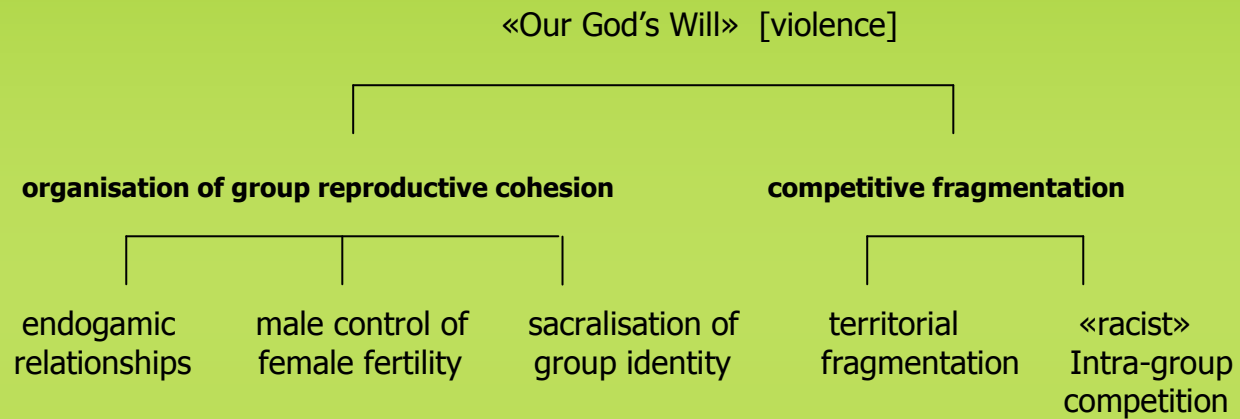 «Our God’s Will» [violence]
organisation of group reproductive cohesion
competitive fragmentation
endogamic
relationships
male control of
female fertility
sacralisation of
group identity
territorial
fragmentation
«racist»
Intra-group
competition